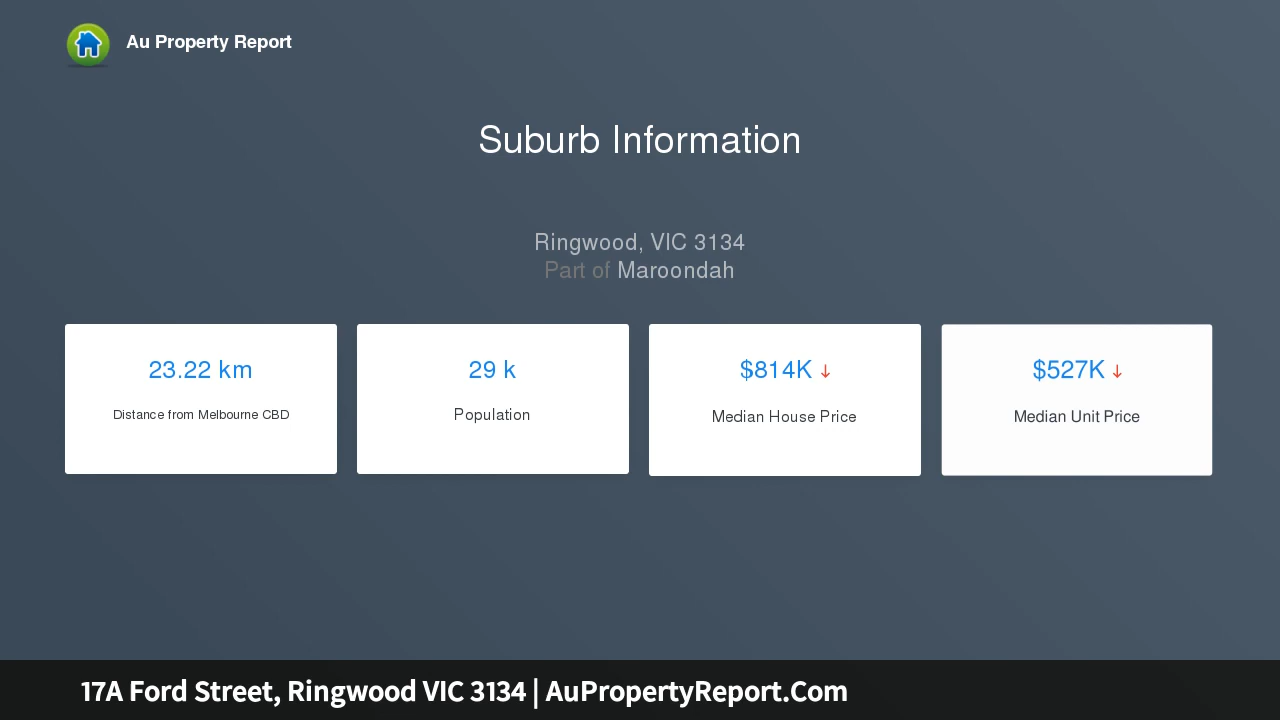 Au Property Report
Suburb Information
Ringwood, VIC 3134
Part of Maroondah
23.22 km
Distance from Melbourne CBD
29 k
Population
$814K ↓
Median House Price
$527K ↓
Median Unit Price
17A Ford Street, Ringwood VIC 3134 | AuPropertyReport.Com